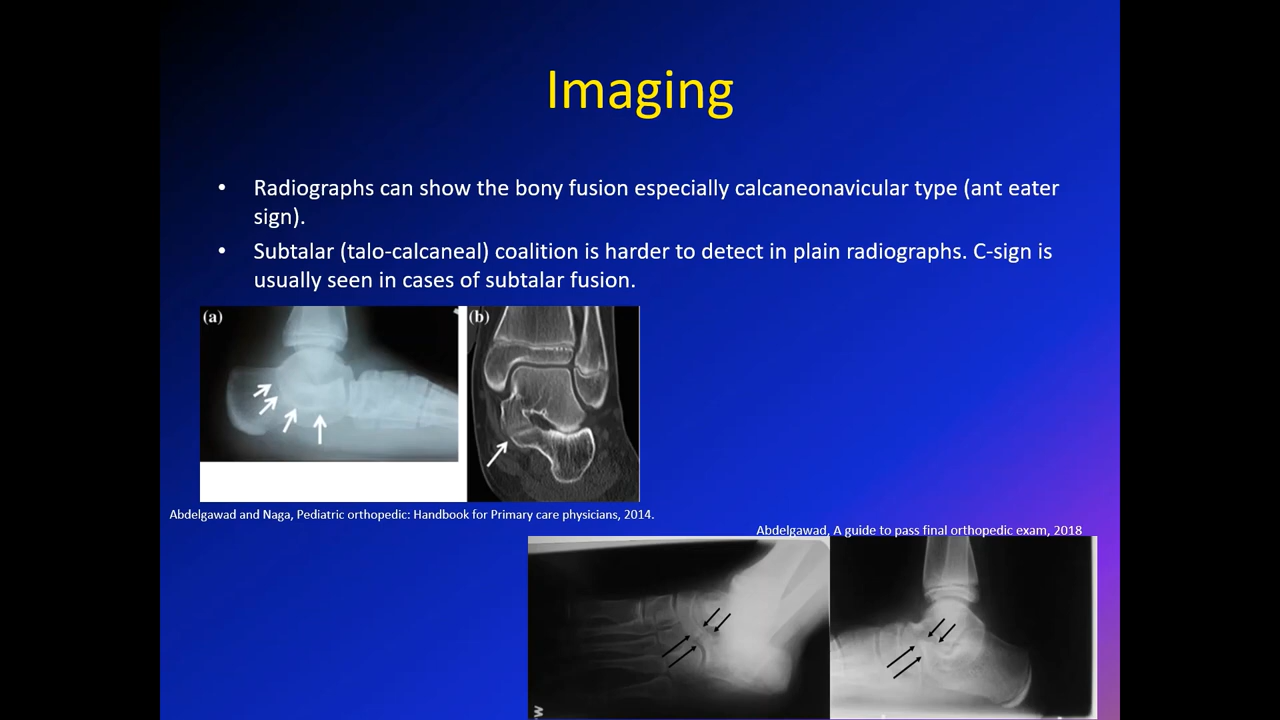 Imaging
• Radiographs can show the bony fusion especially calcaneonavicular type (ant eater
sign).
• Subtalar (talo-calcaneal) coalition is harder to detect in plain radiographs. C-sign is
usually seen in cases of subtalar fusion.
(a)
(b)
Abdelgawad and Naga, Pediatric orthopedic: Handbook for Primary care physicians, 2014.
Abdelgawad, A guide to pass final orthopedic exam, 2018